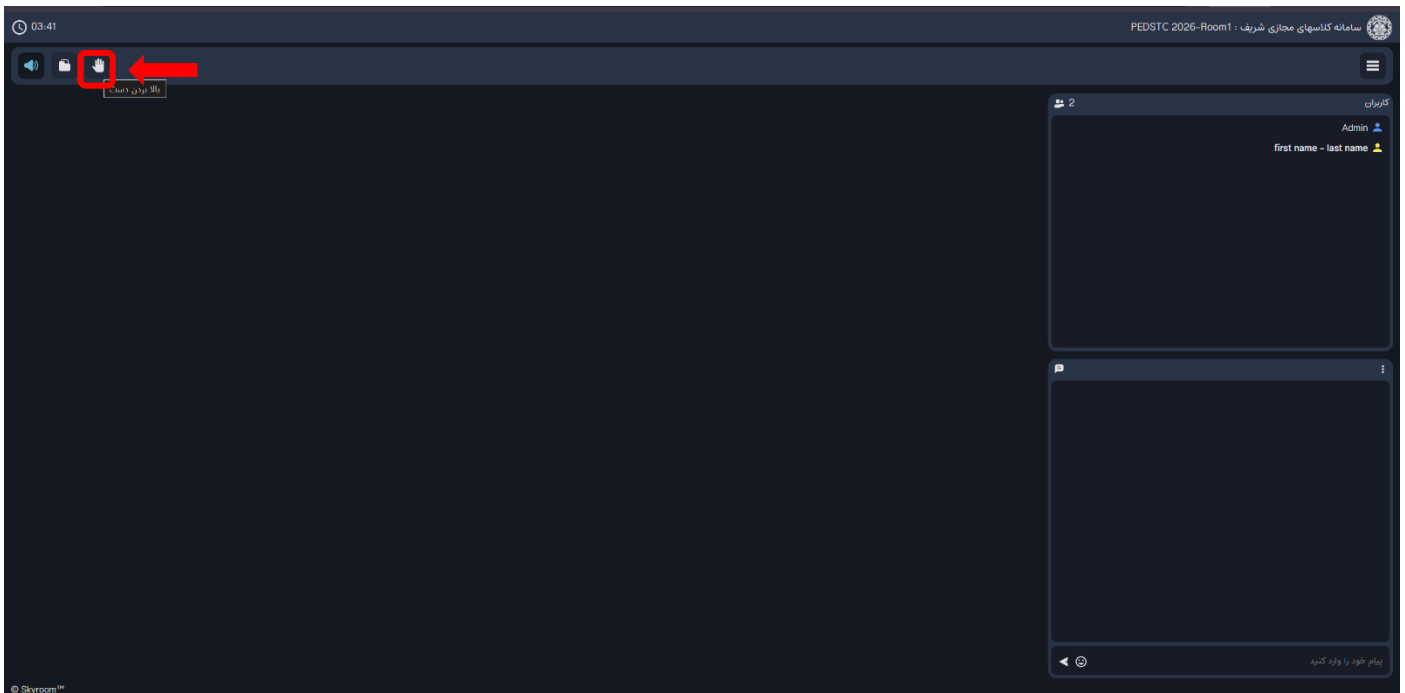 03:41
سامانه کلاسهای مجازی شریف : PEDSTC 2026-Room1
بالا بردن دست
کاربران
2
Admin
first name - last name
پیام خود را وارد کنید
© Skyroom™